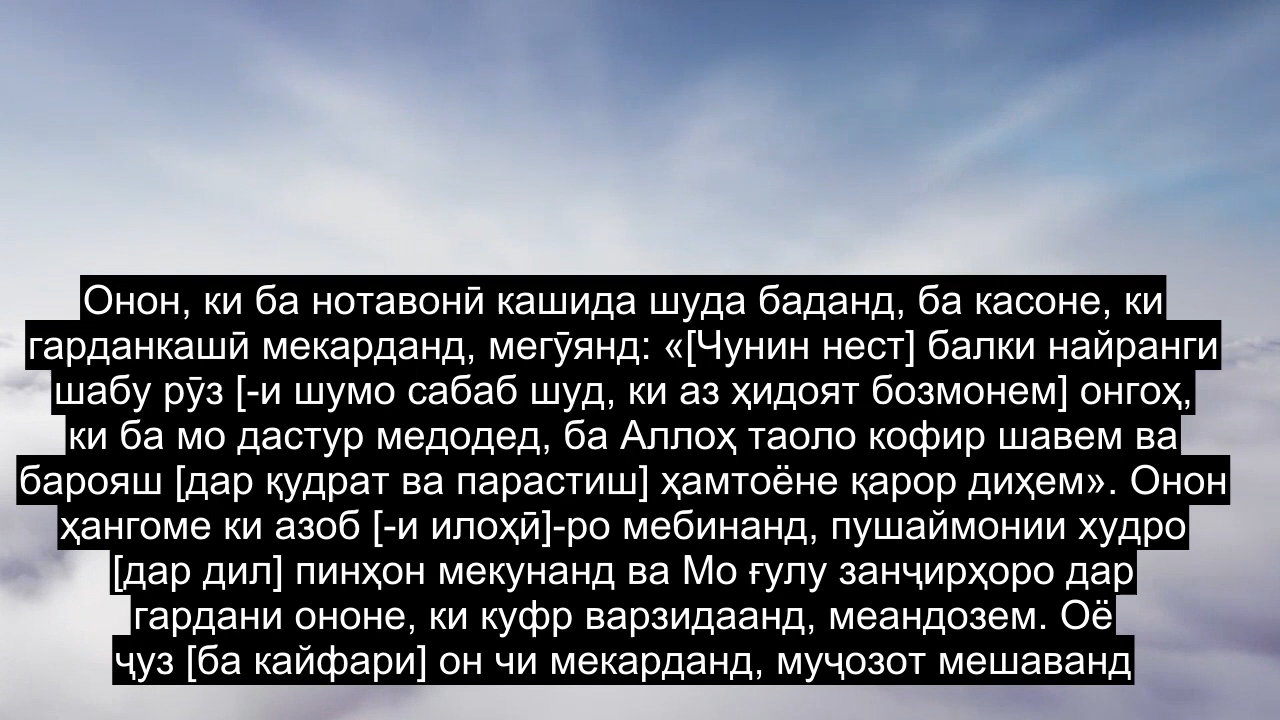 Онон, ки ба нотавонӣ кашида шуда баданд, ба касоне, ки
гарданкашӣ мекарданд, мегӯянд: «[Чунин нест] балки найранги
шабу рӯз [-и шумо сабаб шуд, ки аз ҳидоят бозмонем] онгоҳ,
ки ба мо дастур медодед, ба Аллоҳ таоло кофир шавем ва
барояш [дар қудрат ва парастиш] ҳамтоёне қарор диҳем». Онон
ҳангоме ки азоб [-и илоҳӣ]-ро мебинанд, пушаймонии худро
[дар дил] пинҳон мекунанд ва Мо ғулу занҷирҳоро дар
гардани ононе, ки куфр варзидаанд, меандозем. Оё
ҷуз [ба кайфари] он чи мекарданд, муҷозот мешаванд